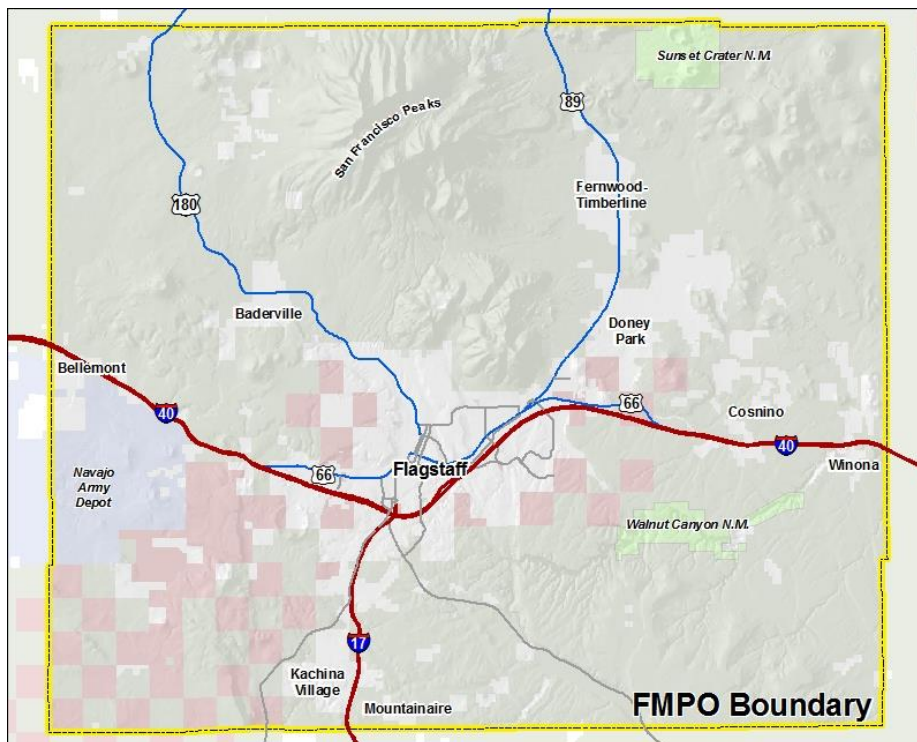 Sunset Crater N.M.
San Francisco Peaks
89
180
Fernwood-
Timberline
Baderville
Doney
Park
Bellemont
40
66
Cosnino
66
Flagstaff
40
Winona
Navajo
Army
Depot
Walnut Canyon N.M.
17
Kachina
Village
Mountainaire
FMPO Boundary